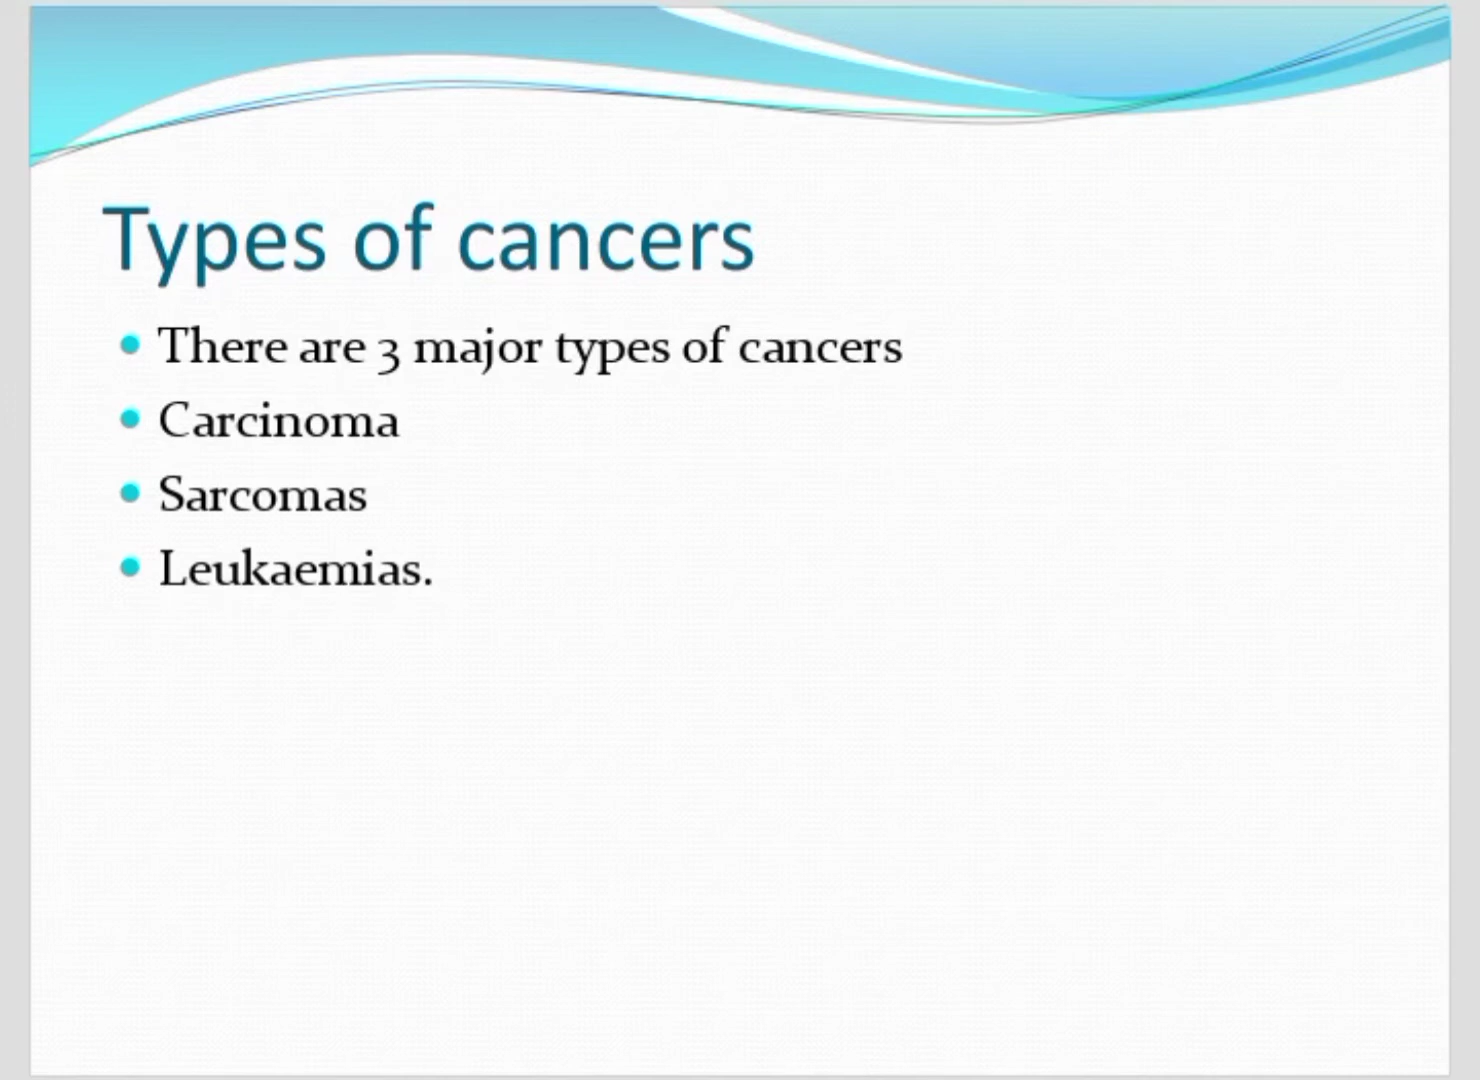 Types of cancers
There are 3 major types of cancers
Carcinoma
Sarcomas
Leukaemias.